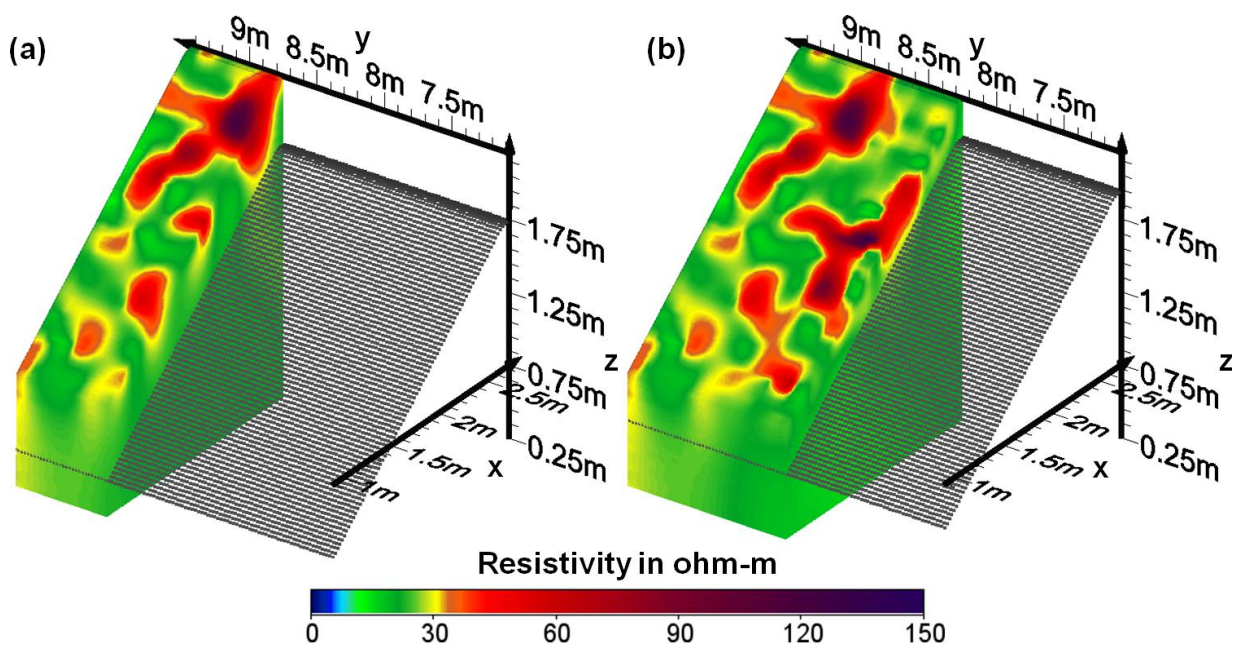 (a)
9m
8.5m
y
8m
7.5m
1.75m
1.25m
z
0.75m
2.5m
2m
0.25m
1.5m
x
1m
(b)
9m
8.5m
y
8m
7.5m
1.75m
1.25m
z
0.75m
2.5m
2m
0.25m
1.5m
x
1m
Resistivity in ohm-m
0 30 60 90 120 150